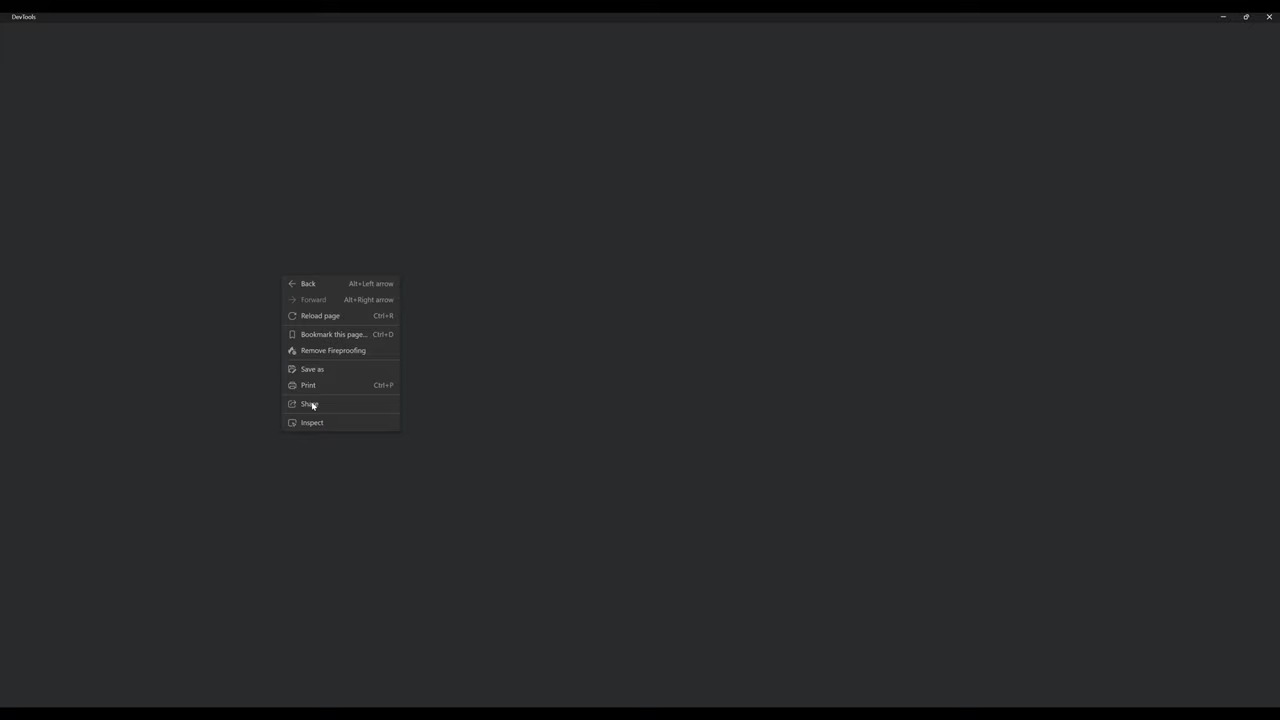 DevTools
Back Alt+Left arrow
Forward Alt+Right arrow
Reload page Ctrl+R
Bookmark this page... Ctrl+D
Remove Fireproofing
Save as
Print Ctrl+P
Share
Inspect